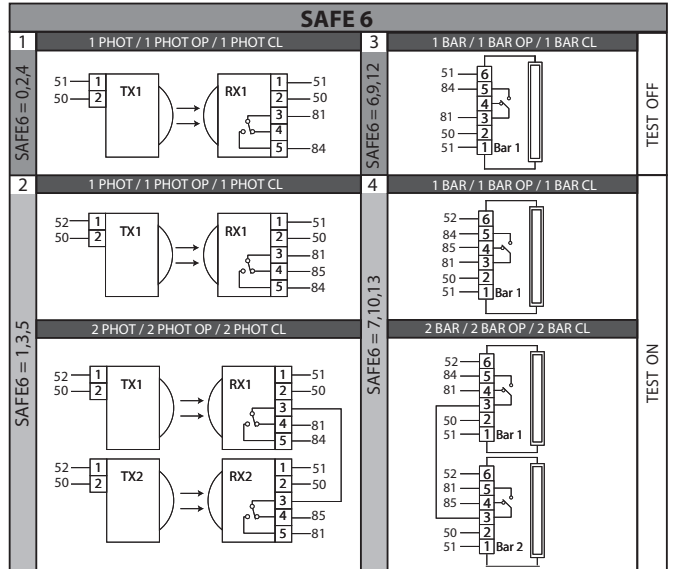 SAFE 6
1
1 PHOT / 1 PHOT OP / 1 PHOT CL
SAFE6 = 0,2,4
51 1 TX1 RX1 1 51
50 2 2 50
3 81
4
5 84
3
1 BAR / 1 BAR OP / 1 BAR CL
SAFE6 = 6,9,12
51 6
84 5
4
81 3
50 2
51 1 Bar 1
TEST OFF
2
1 PHOT / 1 PHOT OP / 1 PHOT CL
SAFE6 = 1,3,5
52 1 TX1 RX1 1 51
50 2 2 50
3 81
4 85
5 84
2 PHOT / 2 PHOT OP / 2 PHOT CL
52 1 TX1 RX1 1 51
50 2 2 50
3
4 81
5 84
52 1 TX2 RX2 1 51
50 2 2 50
3
4 85
5 81
4
1 BAR / 1 BAR OP / 1 BAR CL
SAFE6 = 7,10,13
52 6
84 5
85 4
81 3
50 2
51 1 Bar 1
2 BAR / 2 BAR OP / 2 BAR CL
52 6
84 5
81 4
3
50 2
51 1 Bar 1
52 6
81 5
85 4
3
50 2
51 1 Bar 2
TEST ON